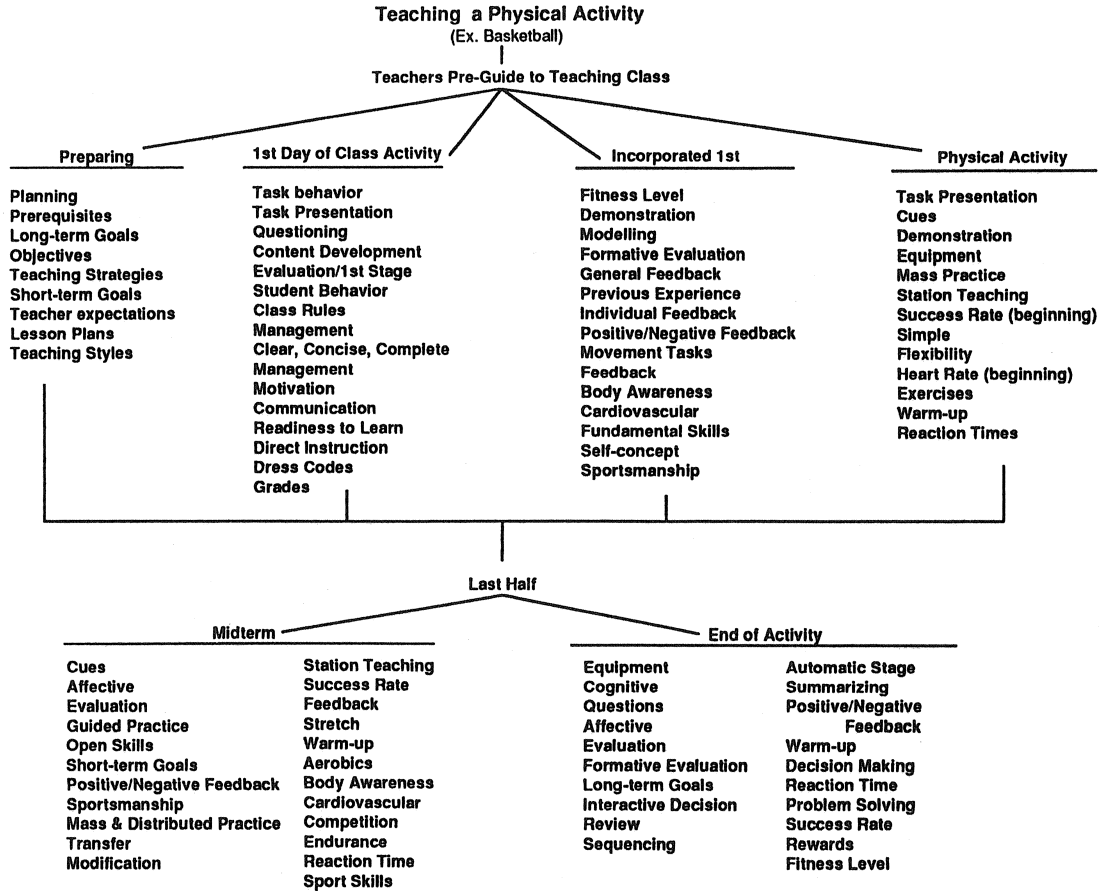 Teaching a Physical Activity
(Ex. Basketball)
Teachers Pre-Guide to Teaching Class
Preparing
Planning
Prerequisites
Long-term Goals
Objectives
Teaching Strategies
Short-term Goals
Teacher expectations
Lesson Plans
Teaching Styles
1st Day of Class Activity
Task behavior
Task Presentation
Questioning
Content Development
Evaluation/1st Stage
Student Behavior
Class Rules
Management
Clear, Concise, Complete
Management
Motivation
Communication
Readiness to Learn
Direct Instruction
Dress Codes
Grades
Incorporated 1st
Fitness Level
Demonstration
Modelling
Formative Evaluation
General Feedback
Previous Experience
Individual Feedback
Positive/Negative Feedback
Movement Tasks
Feedback
Body Awareness
Cardiovascular
Fundamental Skills
Self-concept
Sportsmanship
Physical Activity
Task Presentation
Cues
Demonstration
Equipment
Mass Practice
Station Teaching
Success Rate (beginning)
Simple
Flexibility
Heart Rate (beginning)
Exercises
Warm-up
Reaction Times
Last Half
Midterm
Cues
Affective
Evaluation
Guided Practice
Open Skills
Short-term Goals
Positive/Negative Feedback
Sportsmanship
Mass & Distributed Practice
Transfer
Modification
Station Teaching
Success Rate
Feedback
Stretch
Warm-up
Aerobics
Body Awareness
Cardiovascular
Competition
Endurance
Reaction Time
Sport Skills
End of Activity
Equipment
Cognitive
Questions
Affective
Evaluation
Formative Evaluation
Long-term Goals
Interactive Decision
Review
Sequencing
Automatic Stage
Summarizing
Positive/Negative
Feedback
Warm-up
Decision Making
Reaction Time
Problem Solving
Success Rate
Rewards
Fitness Level